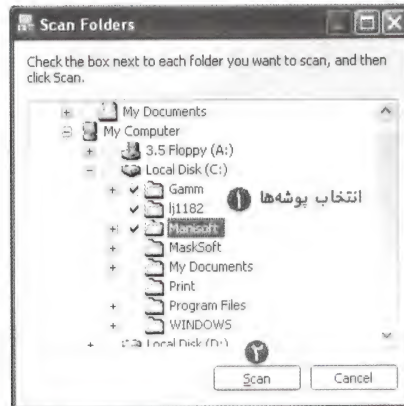 Scan Folders
Check the box next to each folder you want to scan, and then
click Scan.
My Documents
My Computer
3.5 Floppy (A:)
Local Disk (C:)
Gamm
lj1182
۱ انتخاب پوشه‌ها
Manisoft
MaskSoft
My Documents
Print
Program Files
WINDOWS
Local Disk (D:)
۲
Scan
Cancel